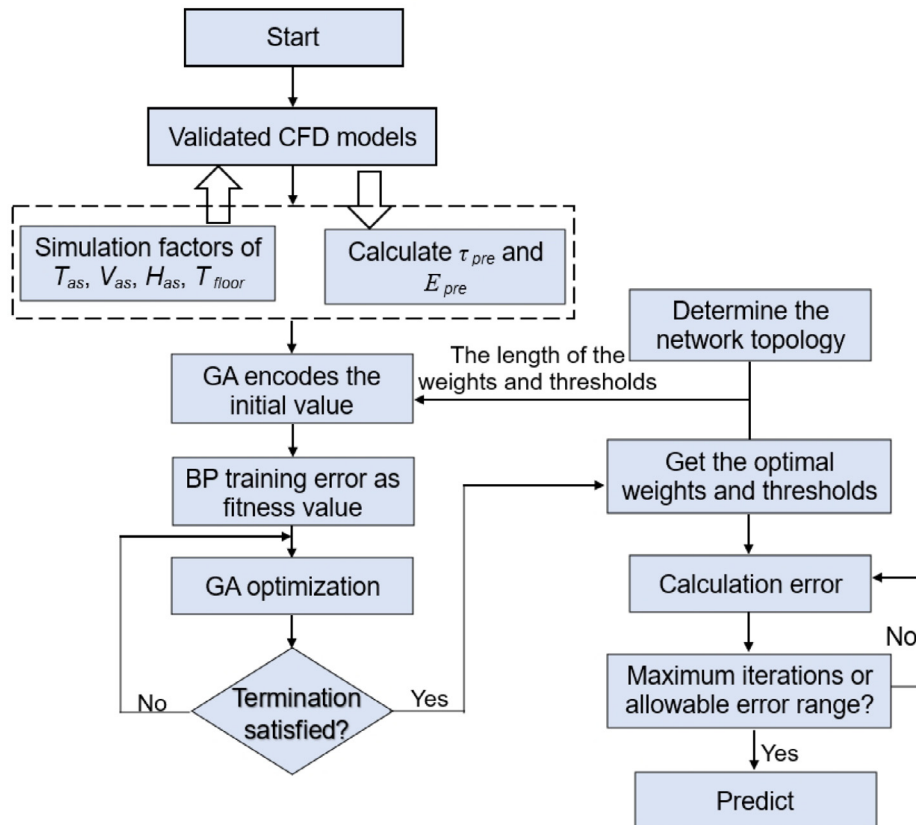 Start
Validated CFD models
Simulation factors of
Tas, Vas, Has, Tfloor
Calculate τpre and
Epre
Determine the
network topology
The length of the
weights and thresholds
GA encodes the
initial value
BP training error as
fitness value
Get the optimal
weights and thresholds
GA optimization
Calculation error
No
Termination
satisfied?
No
Yes
Maximum iterations or
allowable error range?
Yes
Predict